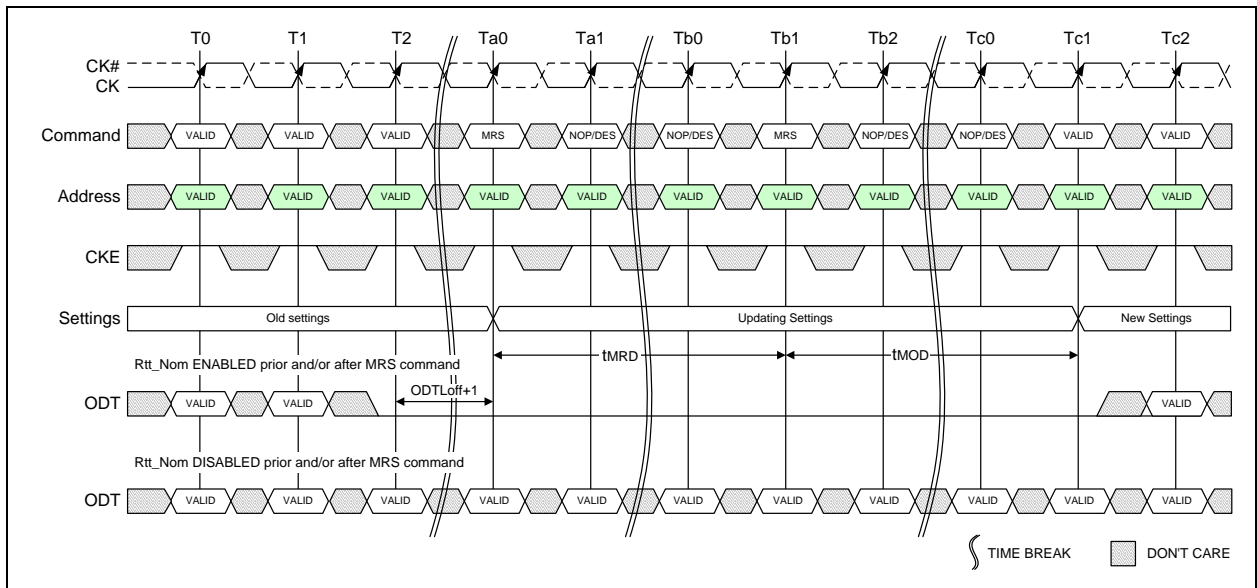 T0 T1 T2 Ta0 Ta1 Tb0 Tb1 Tb2 Tc0 Tc1 Tc2
CK#
CK
Command VALID VALID VALID MRS NOP/DES NOP/DES MRS NOP/DES NOP/DES VALID VALID
Address VALID VALID VALID VALID VALID VALID VALID VALID VALID VALID VALID
CKE
Settings Old settings Updating Settings New Settings
tMRD tMOD
Rtt_Nom ENABLED prior and/or after MRS command
ODTLoff+1
ODT VALID VALID VALID
Rtt_Nom DISABLED prior and/or after MRS command
ODT VALID VALID VALID VALID VALID VALID VALID VALID VALID VALID VALID
TIME BREAK DON'T CARE